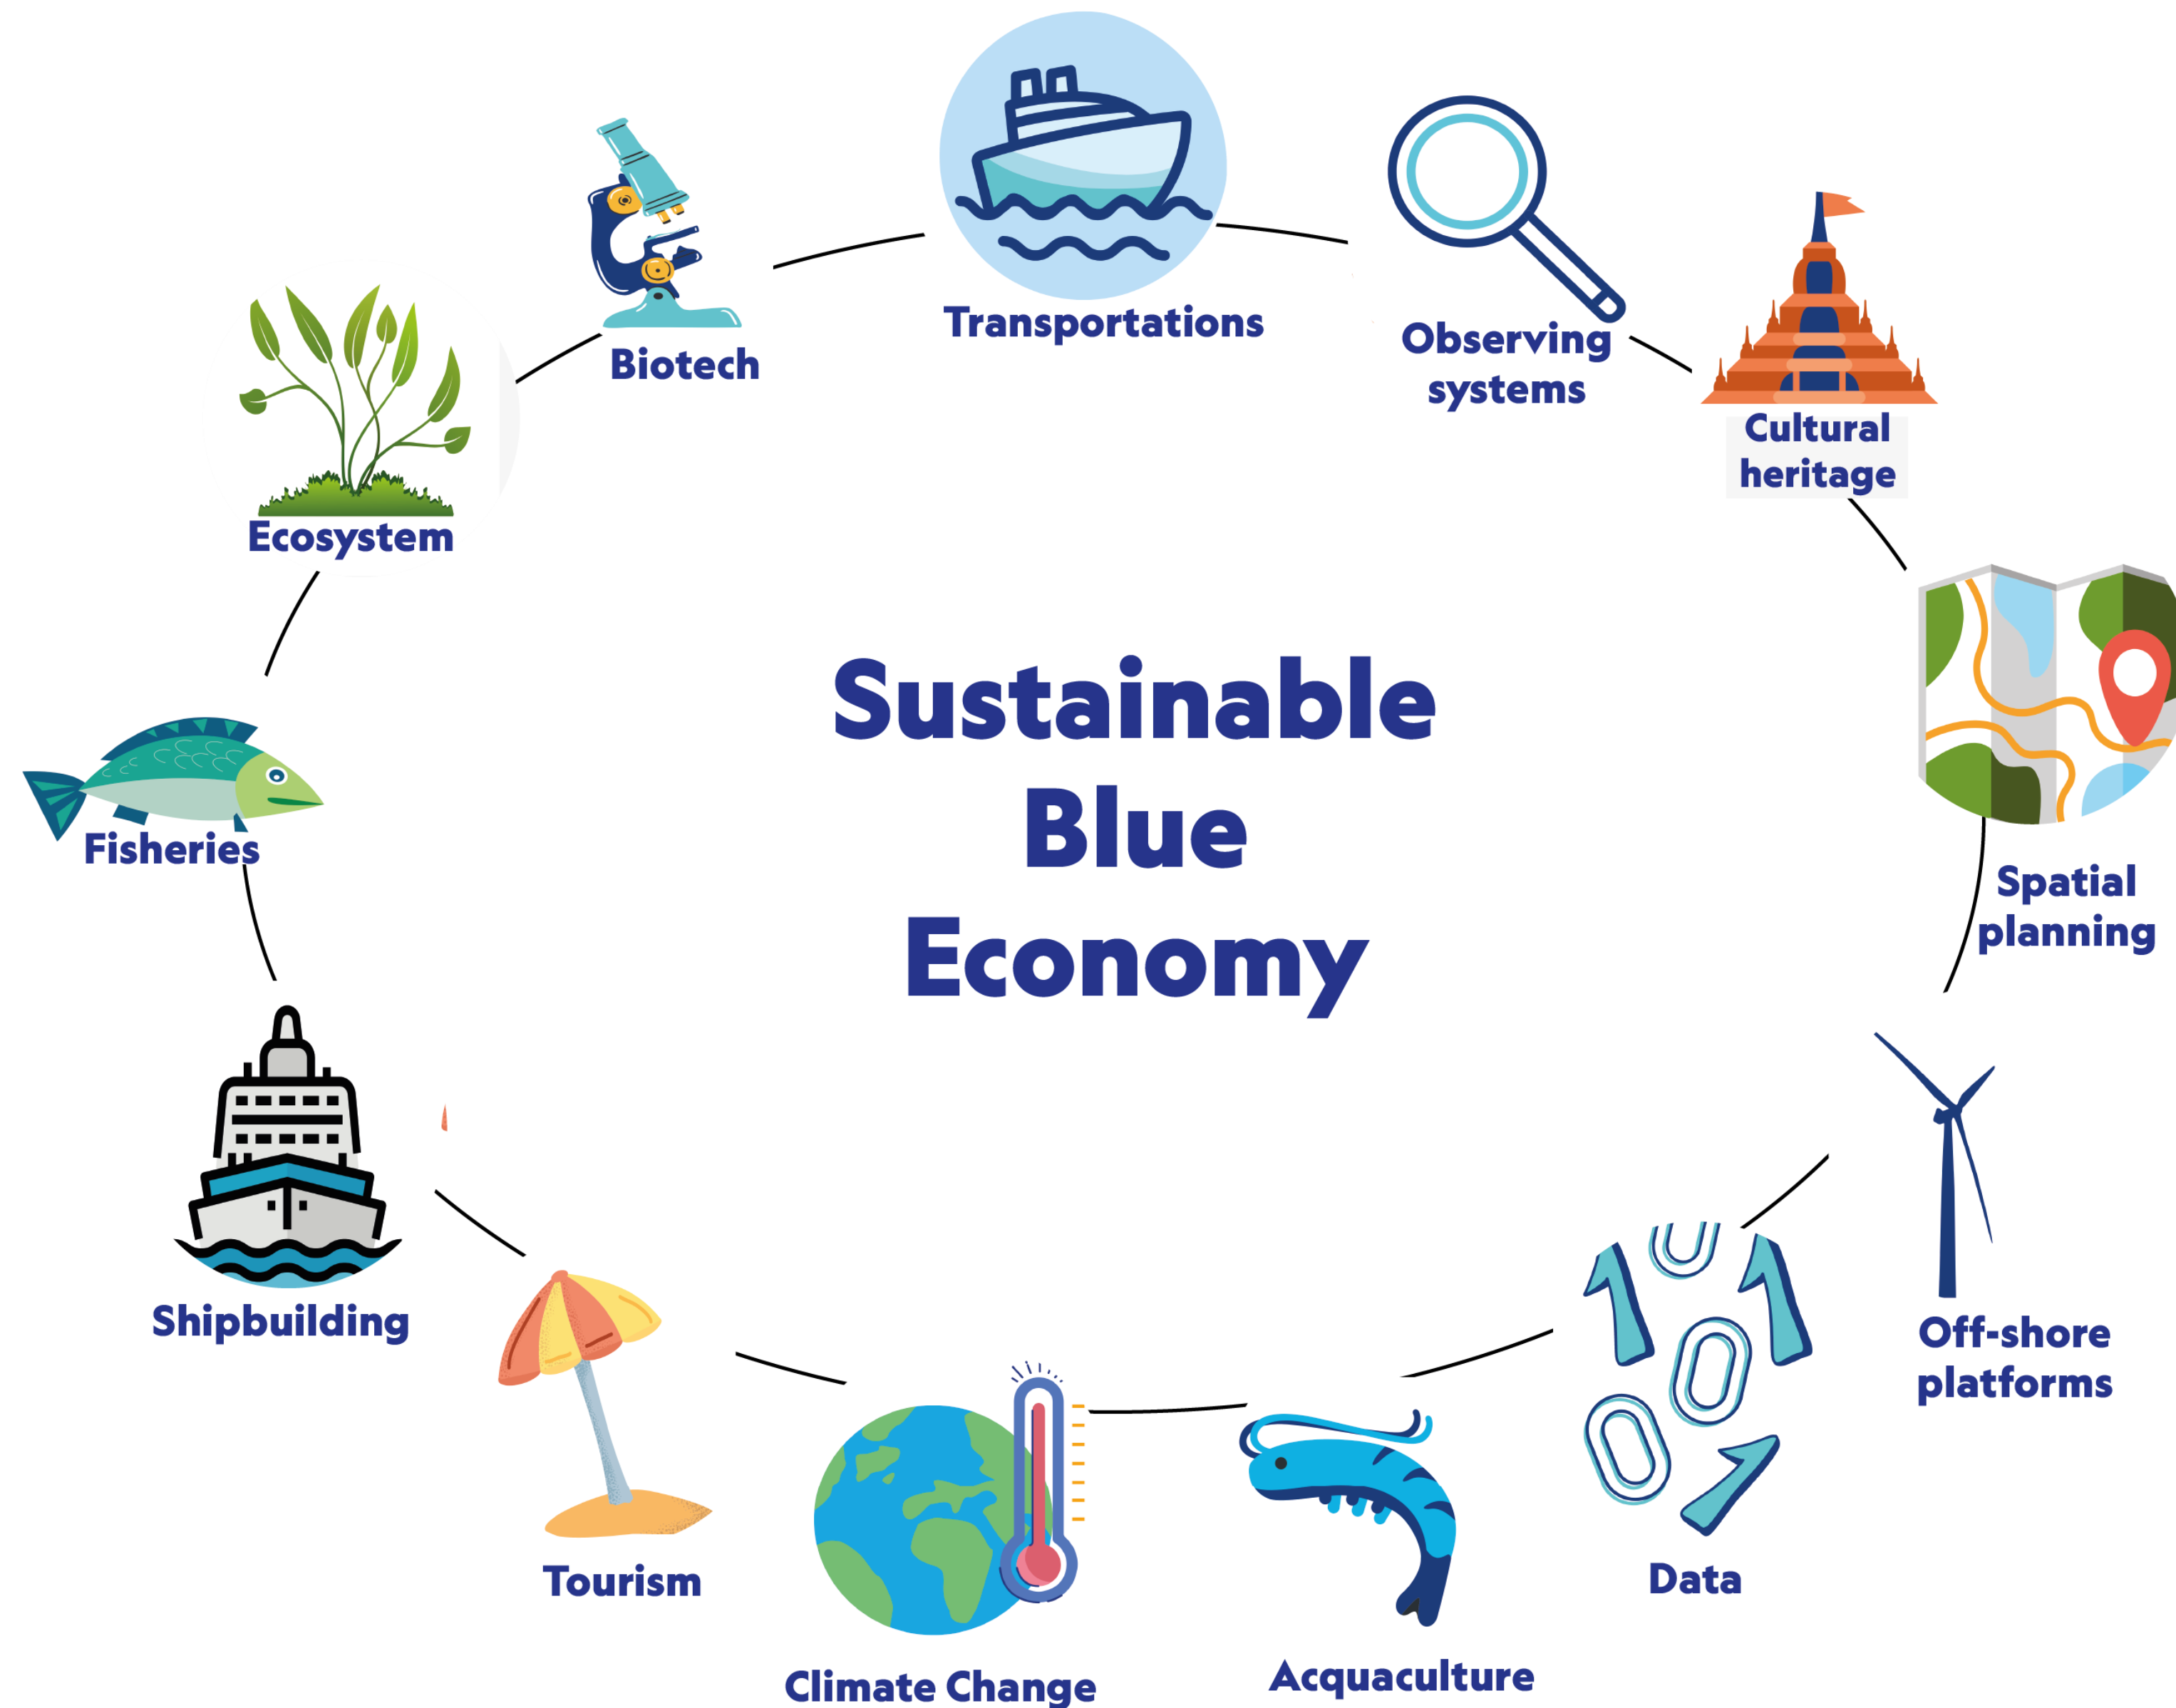 Transportations
Observing
systems
Biotech
Cultural
heritage
Ecosystem
Sustainable
Blue
Economy
Fisheries
Spatial
planning
Shipbuilding
Off-shore
platforms
Tourism
Data
Climate Change
Acquaculture